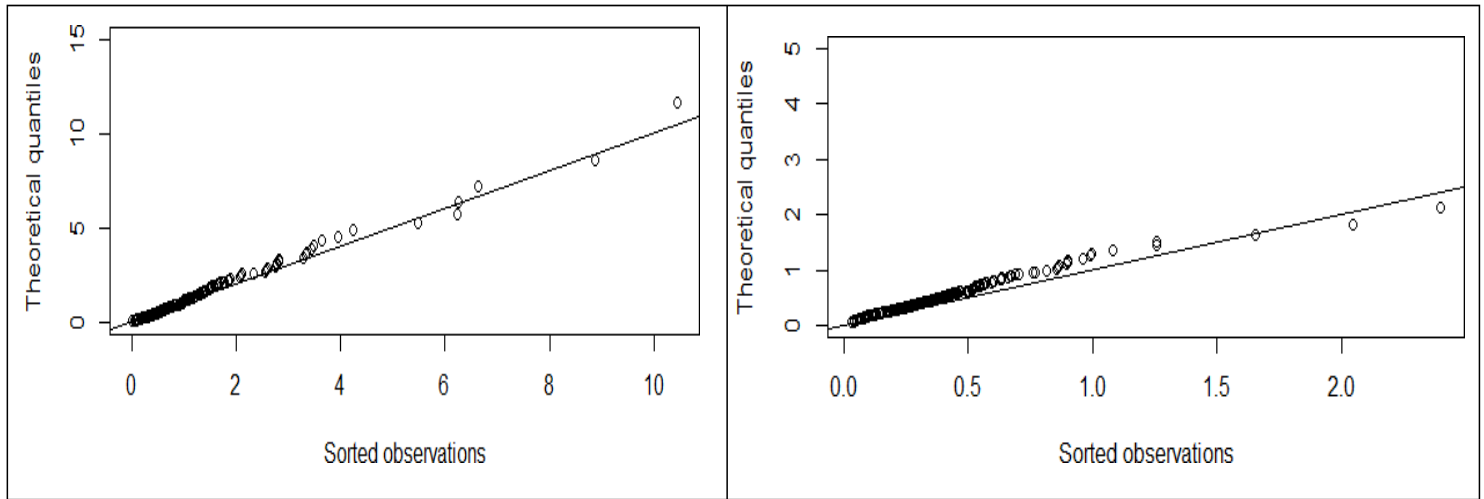 Theoretical quantiles
15
10
5
0
0 2 4 6 8 10
Sorted observations
Theoretical quantiles
5
4
3
2
1
0
0.0 0.5 1.0 1.5 2.0
Sorted observations